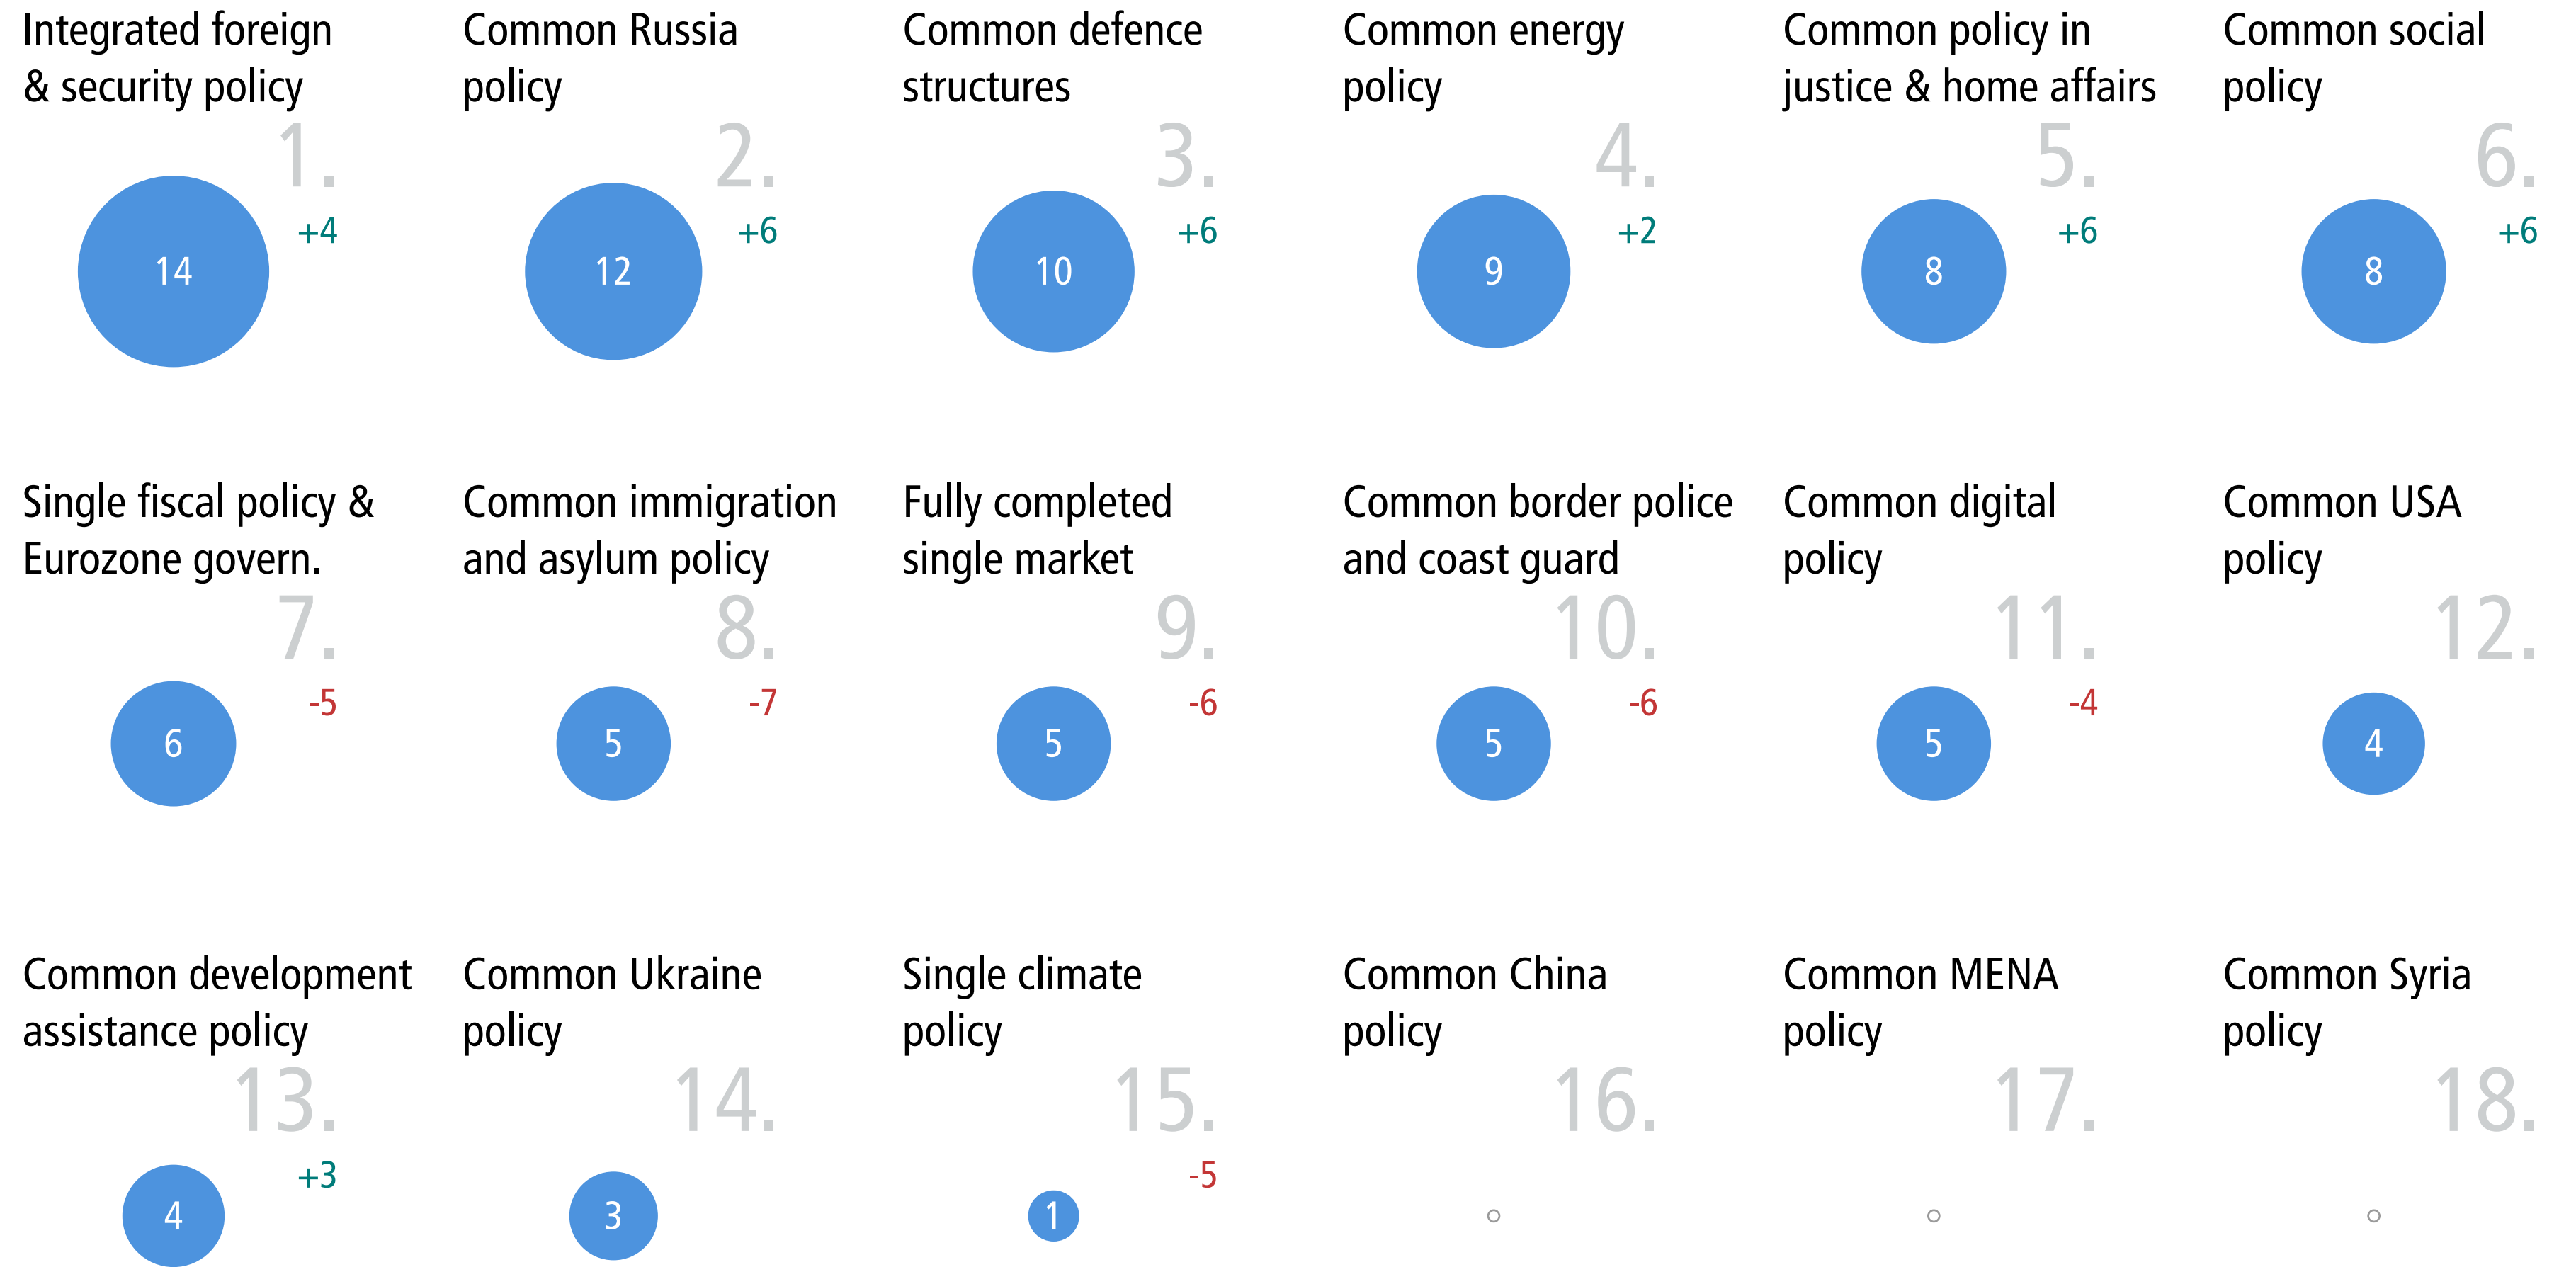 Integrated foreign
& security policy
1.
+4
14
Common Russia
policy
2.
+6
12
Common defence
structures
3.
+6
10
Common energy
policy
4.
+2
9
Common policy in
justice & home affairs
5.
+6
8
Common social
policy
6.
+6
8
Single fiscal policy &
Eurozone govern.
7.
-5
6
Common immigration
and asylum policy
8.
-7
5
Fully completed
single market
9.
-6
5
Common border police
and coast guard
10.
-6
5
Common digital
policy
11.
-4
5
Common USA
policy
12.
4
Common development
assistance policy
13.
+3
4
Common Ukraine
policy
14.
3
Single climate
policy
15.
-5
1
Common China
policy
16.
Common MENA
policy
17.
Common Syria
policy
18.